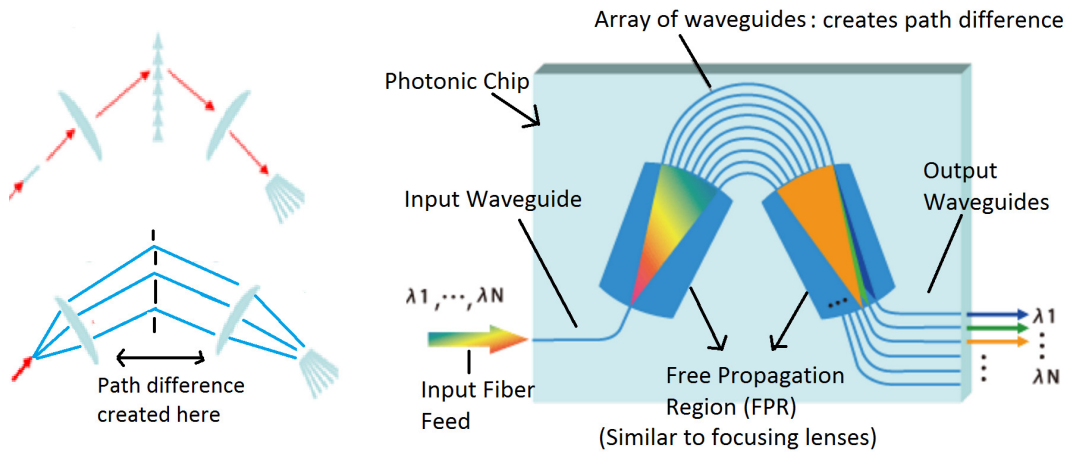 Array of waveguides : creates path difference
Photonic Chip
Input Waveguide
Output
Waveguides
λ1 ,⋯, λN
Input Fiber
Feed
Path difference
created here
Free Propagation
Region (FPR)
(Similar to focusing lenses)
λ1
λN